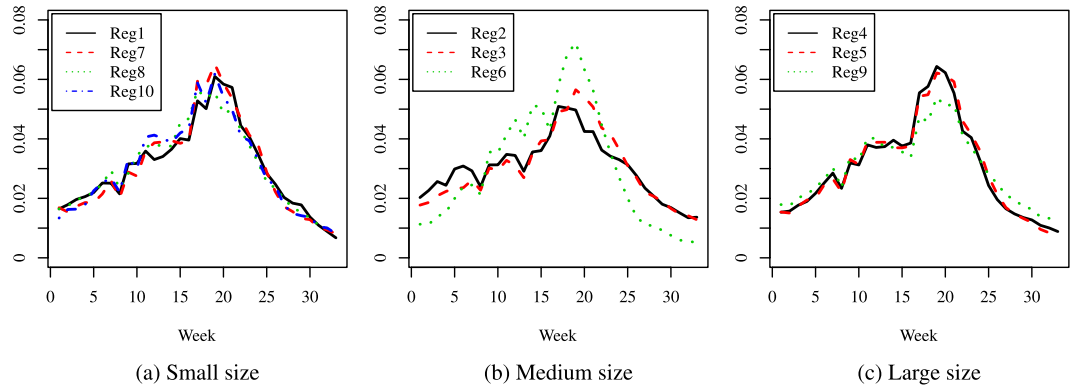 0.08
0.06
0.04
0.02
0
Reg1
Reg7
Reg8
Reg10
0 5 10 15 20 25 30
Week
(a) Small size
0.08
0.06
0.04
0.02
0
Reg2
Reg3
Reg6
0 5 10 15 20 25 30
Week
(b) Medium size
0.08
0.06
0.04
0.02
0
Reg4
Reg5
Reg9
0 5 10 15 20 25 30
Week
(c) Large size